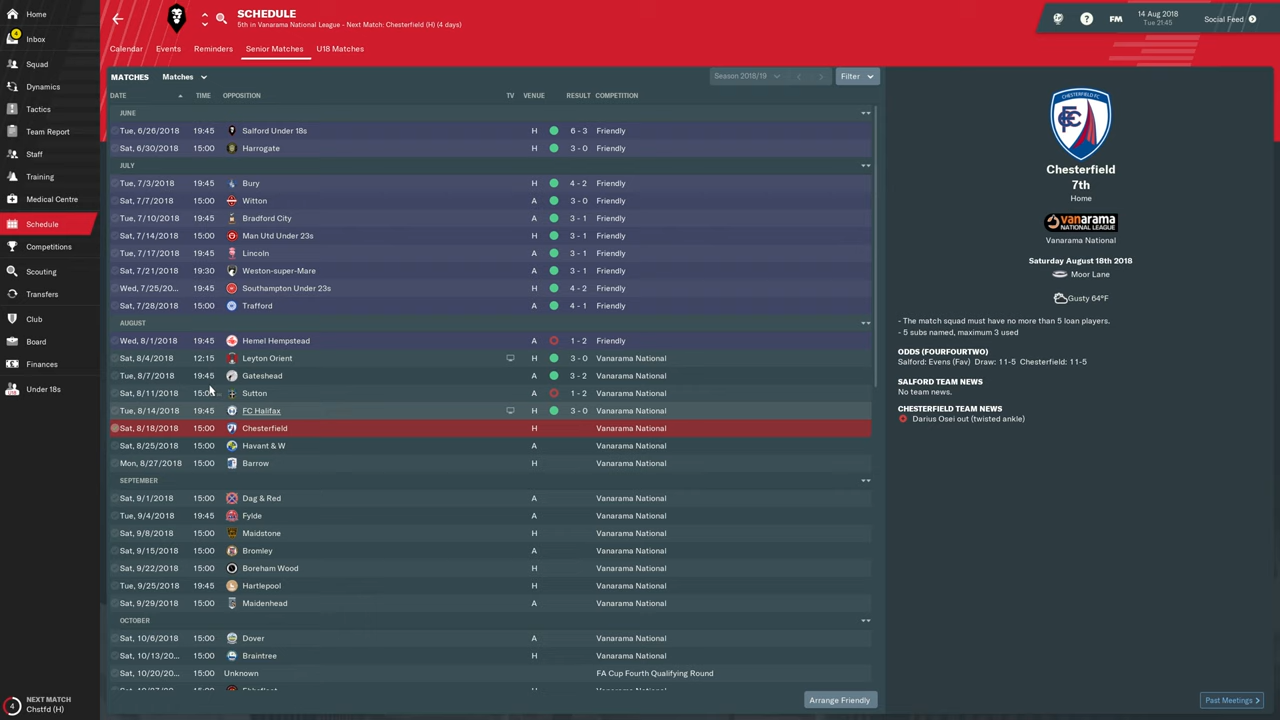 Home
4
Inbox
Squad
Dynamics
Tactics
Team Report
Staff
Training
Medical Centre
Schedule
Competitions
Scouting
Transfers
Club
Board
Finances
Under 18s
4
NEXT MATCH
Chstfd (H)
SCHEDULE
5th in Vanarama National League - Next Match: Chesterfield (H) (4 days)
?
FM
14 Aug 2018
Tue 21:45
Social Feed
Calendar Events Reminders Senior Matches U18 Matches
MATCHES Matches Season 2018/19 Filter
DATE TIME OPPOSITION TV VENUE RESULT COMPETITION
JUNE
Tue, 6/26/2018 19:45 Salford Under 18s H 6 - 3 Friendly
Sat, 6/30/2018 15:00 Harrogate H 3 - 0 Friendly
JULY
Tue, 7/3/2018 19:45 Bury H 4 - 2 Friendly
Sat, 7/7/2018 15:00 Witton A 3 - 0 Friendly
Tue, 7/10/2018 19:45 Bradford City A 3 - 1 Friendly
Sat, 7/14/2018 15:00 Man Utd Under 23s H 3 - 1 Friendly
Tue, 7/17/2018 19:45 Lincoln A 3 - 1 Friendly
Sat, 7/21/2018 19:30 Weston-super-Mare A 3 - 1 Friendly
Wed, 7/25/20... 19:45 Southampton Under 23s H 4 - 2 Friendly
Sat, 7/28/2018 15:00 Trafford A 4 - 1 Friendly
AUGUST
Wed, 8/1/2018 19:45 Hemel Hempstead A 1 - 2 Friendly
Sat, 8/4/2018 12:15 Leyton Orient H 3 - 0 Vanarama National
Tue, 8/7/2018 19:45 Gateshead A 3 - 2 Vanarama National
Sat, 8/11/2018 15:00 Sutton A 1 - 2 Vanarama National
Tue, 8/14/2018 19:45 FC Halifax H 3 - 0 Vanarama National
Sat, 8/18/2018 15:00 Chesterfield H Vanarama National
Sat, 8/25/2018 15:00 Havant & W A Vanarama National
Mon, 8/27/2018 15:00 Barrow H Vanarama National
SEPTEMBER
Sat, 9/1/2018 15:00 Dag & Red A Vanarama National
Tue, 9/4/2018 19:45 Fylde A Vanarama National
Sat, 9/8/2018 15:00 Maidstone H Vanarama National
Sat, 9/15/2018 15:00 Bromley A Vanarama National
Sat, 9/22/2018 15:00 Boreham Wood H Vanarama National
Tue, 9/25/2018 19:45 Hartlepool H Vanarama National
Sat, 9/29/2018 15:00 Maidenhead A Vanarama National
OCTOBER
Sat, 10/6/2018 15:00 Dover A Vanarama National
Sat, 10/13/20... 15:00 Braintree H Vanarama National
Sat, 10/20/20... 15:00 Unknown FA Cup Fourth Qualifying Round
Arrange Friendly
CHESTERFIELD FC
Chesterfield
7th
Home
vanarama
NATIONAL LEAGUE
Vanarama National
Saturday August 18th 2018
Moor Lane
Gusty 64°F
- The match squad must have no more than 5 loan players.
- 5 subs named, maximum 3 used
ODDS (FOURFOURTWO)
Salford: Evens (Fav) Draw: 11-5 Chesterfield: 11-5
SALFORD TEAM NEWS
No team news.
CHESTERFIELD TEAM NEWS
Darius Osei out (twisted ankle)
Past Meetings